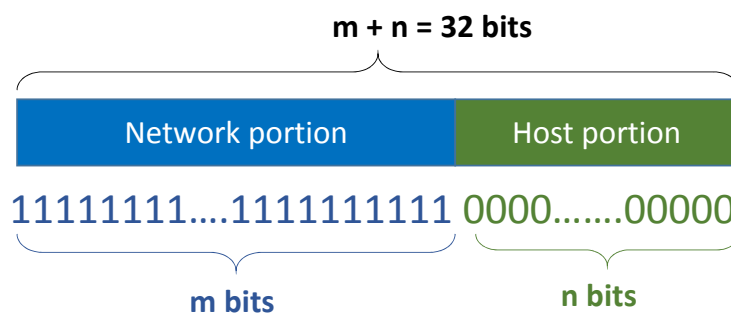 m + n = 32 bits
Network portion Host portion
11111111....1111111111 0000.......00000
m bits n bits